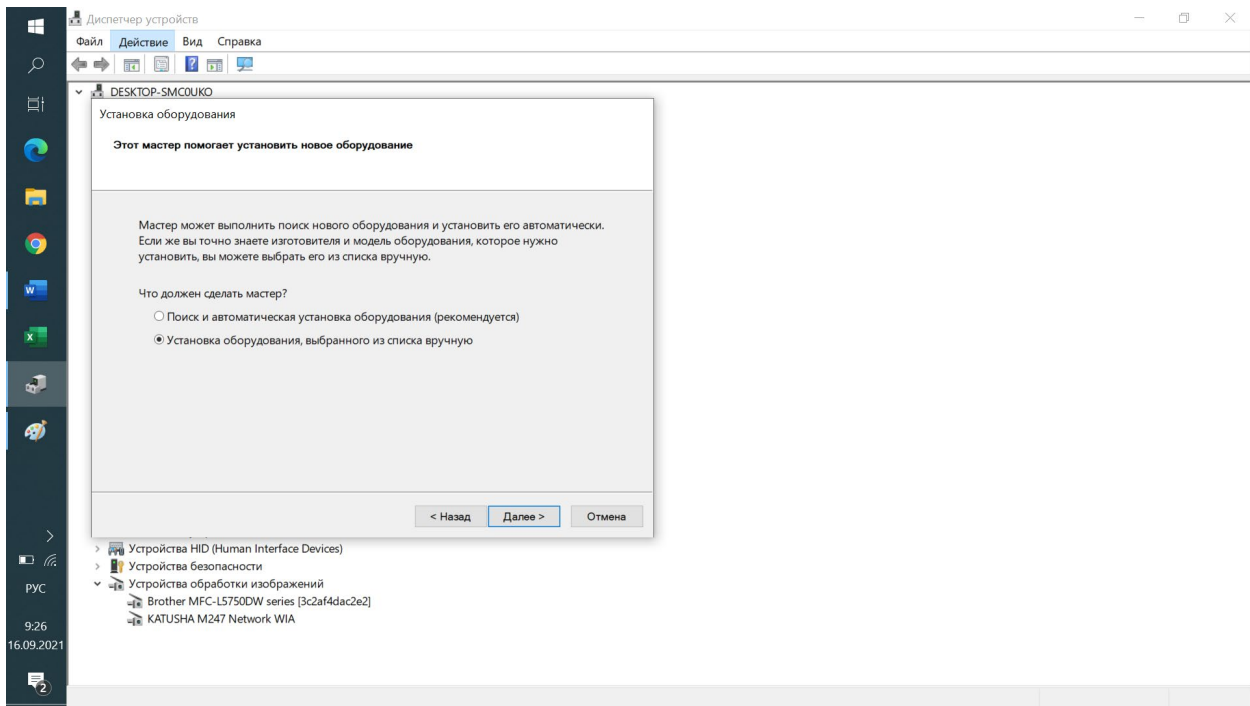 Диспетчер устройств
Файл Действие Вид Справка
DESKTOP-SMC0UKO
Установка оборудования
Этот мастер помогает установить новое оборудование
Мастер может выполнить поиск нового оборудования и установить его автоматически.
Если же вы точно знаете изготовителя и модель оборудования, которое нужно
установить, вы можете выбрать его из списка вручную.
Что должен сделать мастер?
Поиск и автоматическая установка оборудования (рекомендуется)
Установка оборудования, выбранного из списка вручную
< Назад Далее > Отмена
Устройства HID (Human Interface Devices)
Устройства безопасности
Устройства обработки изображений
Brother MFC-L5750DW series [3c2af4dac2e2]
KATUSHA M247 Network WIA
РУС
9:26
16.09.2021
2